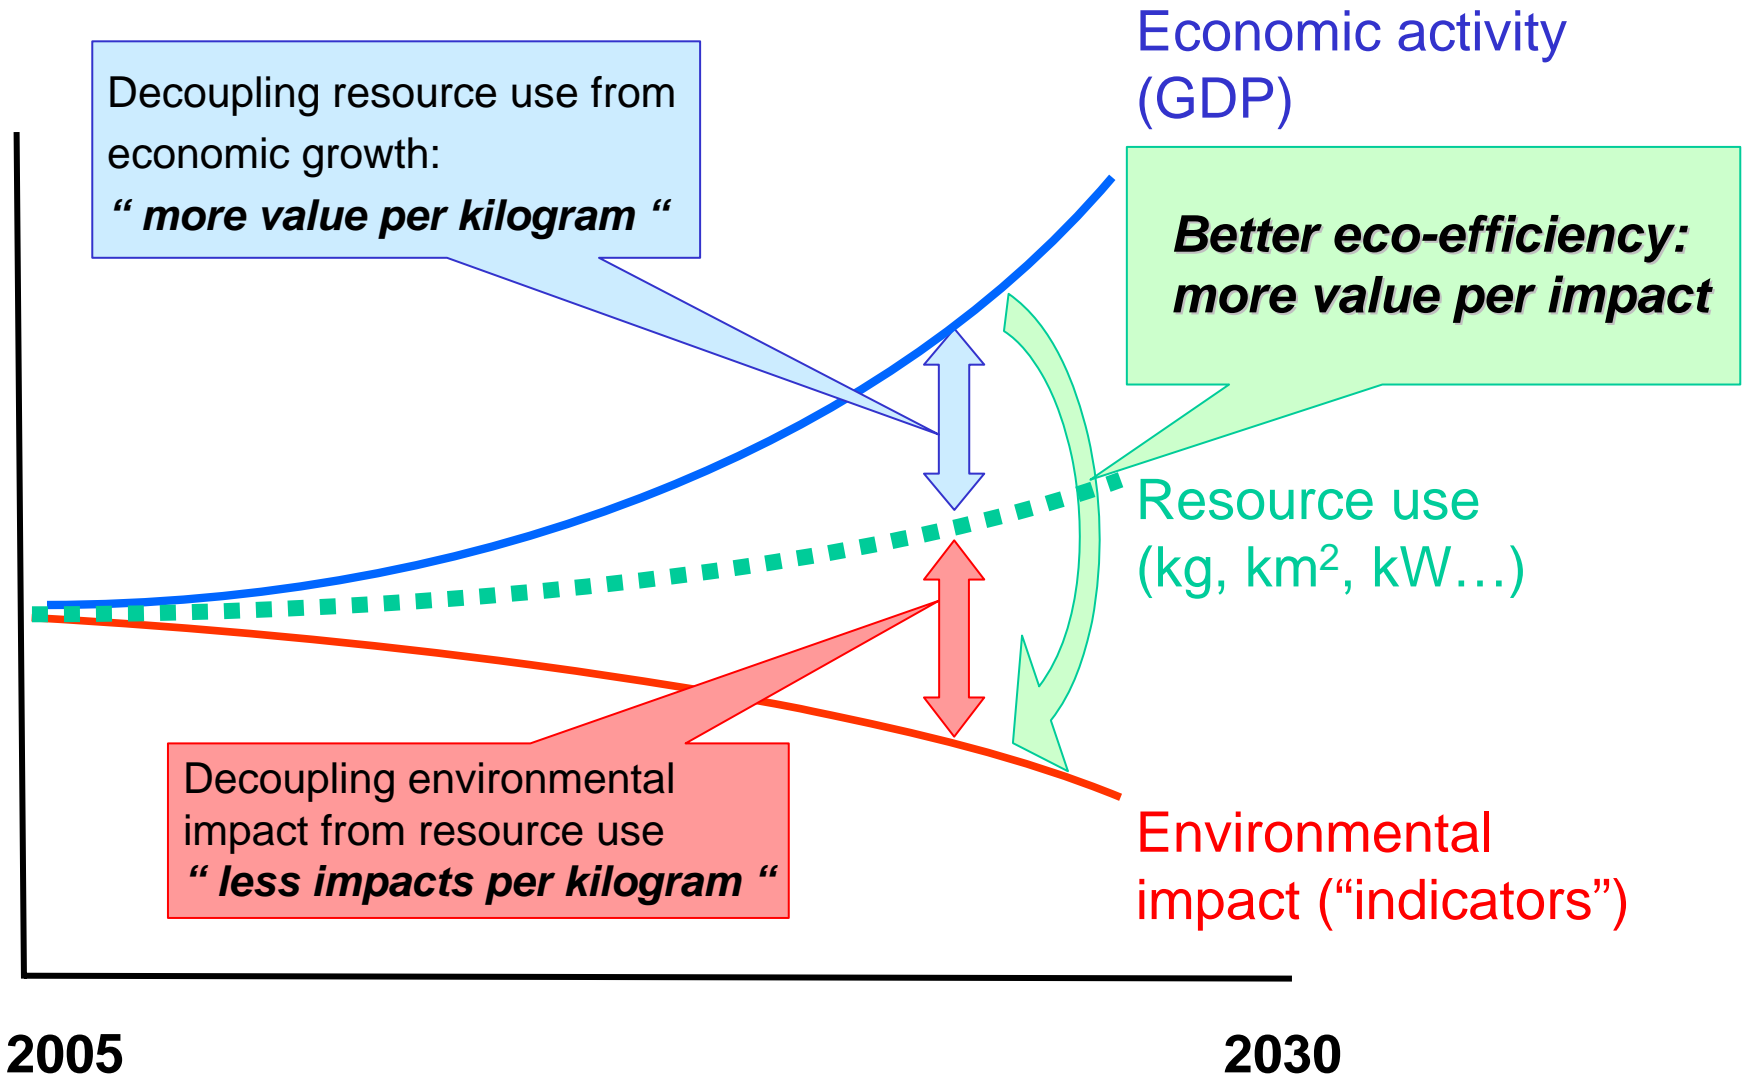 Economic activity
(GDP)
Decoupling resource use from
economic growth:
“ more value per kilogram “
Better eco-efficiency:
more value per impact
Resource use
(kg, km², kW…)
Decoupling environmental
impact from resource use
“ less impacts per kilogram “
Environmental
impact (“indicators”)
2005
2030